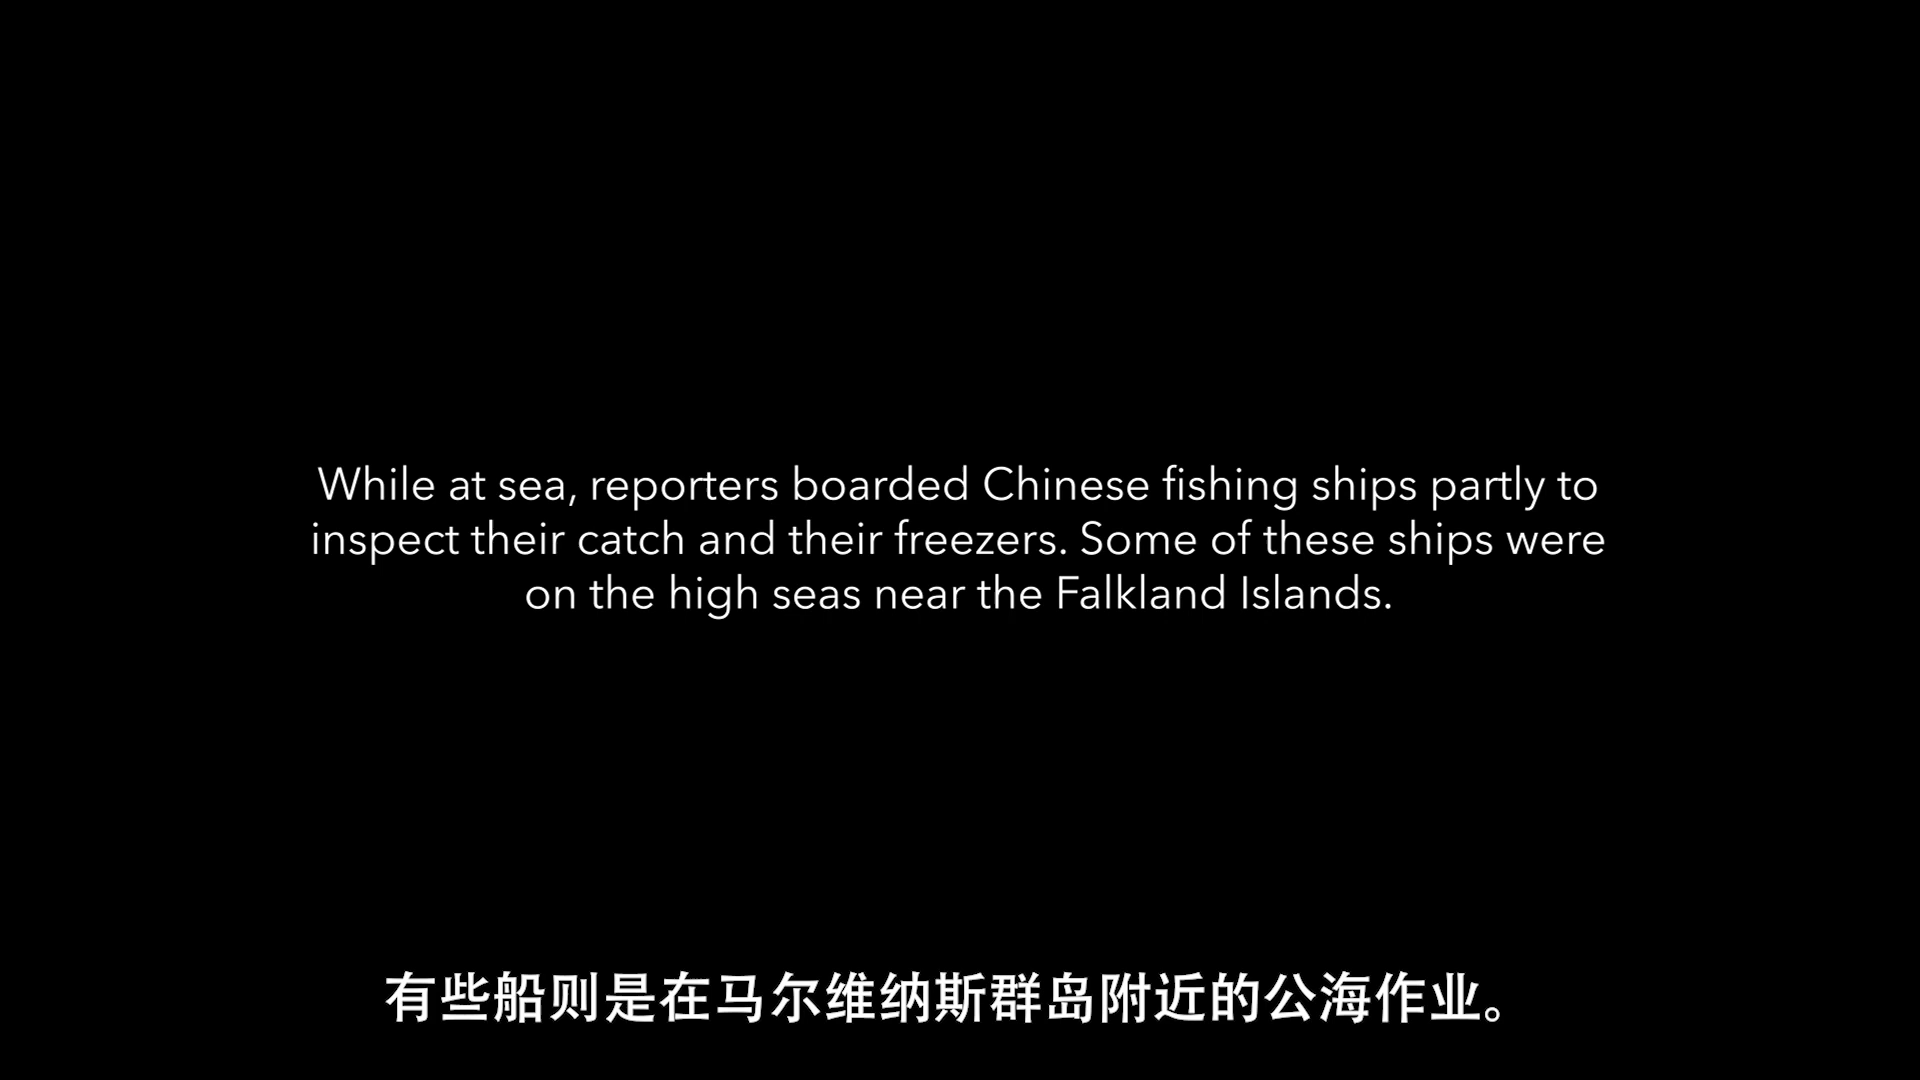 While at sea, reporters boarded Chinese fishing ships partly to
inspect their catch and their freezers. Some of these ships were
on the high seas near the Falkland Islands.
有些船则是在马尔维纳斯群岛附近的公海作业。